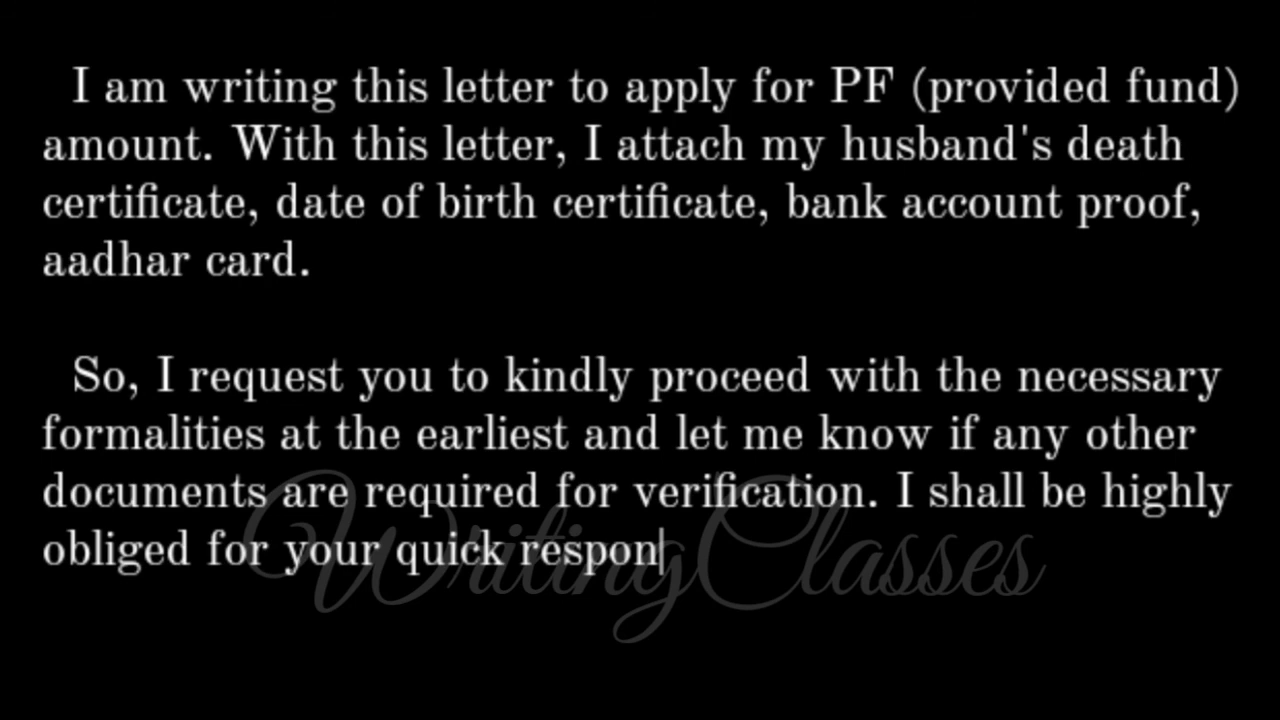 I am writing this letter to apply for PF (provided fund)
amount. With this letter, I attach my husband's death
certificate, date of birth certificate, bank account proof,
aadhar card.
So, I request you to kindly proceed with the necessary
formalities at the earliest and let me know if any other
documents are required for verification. I shall be highly
obliged for your quick respon
WritingClasses